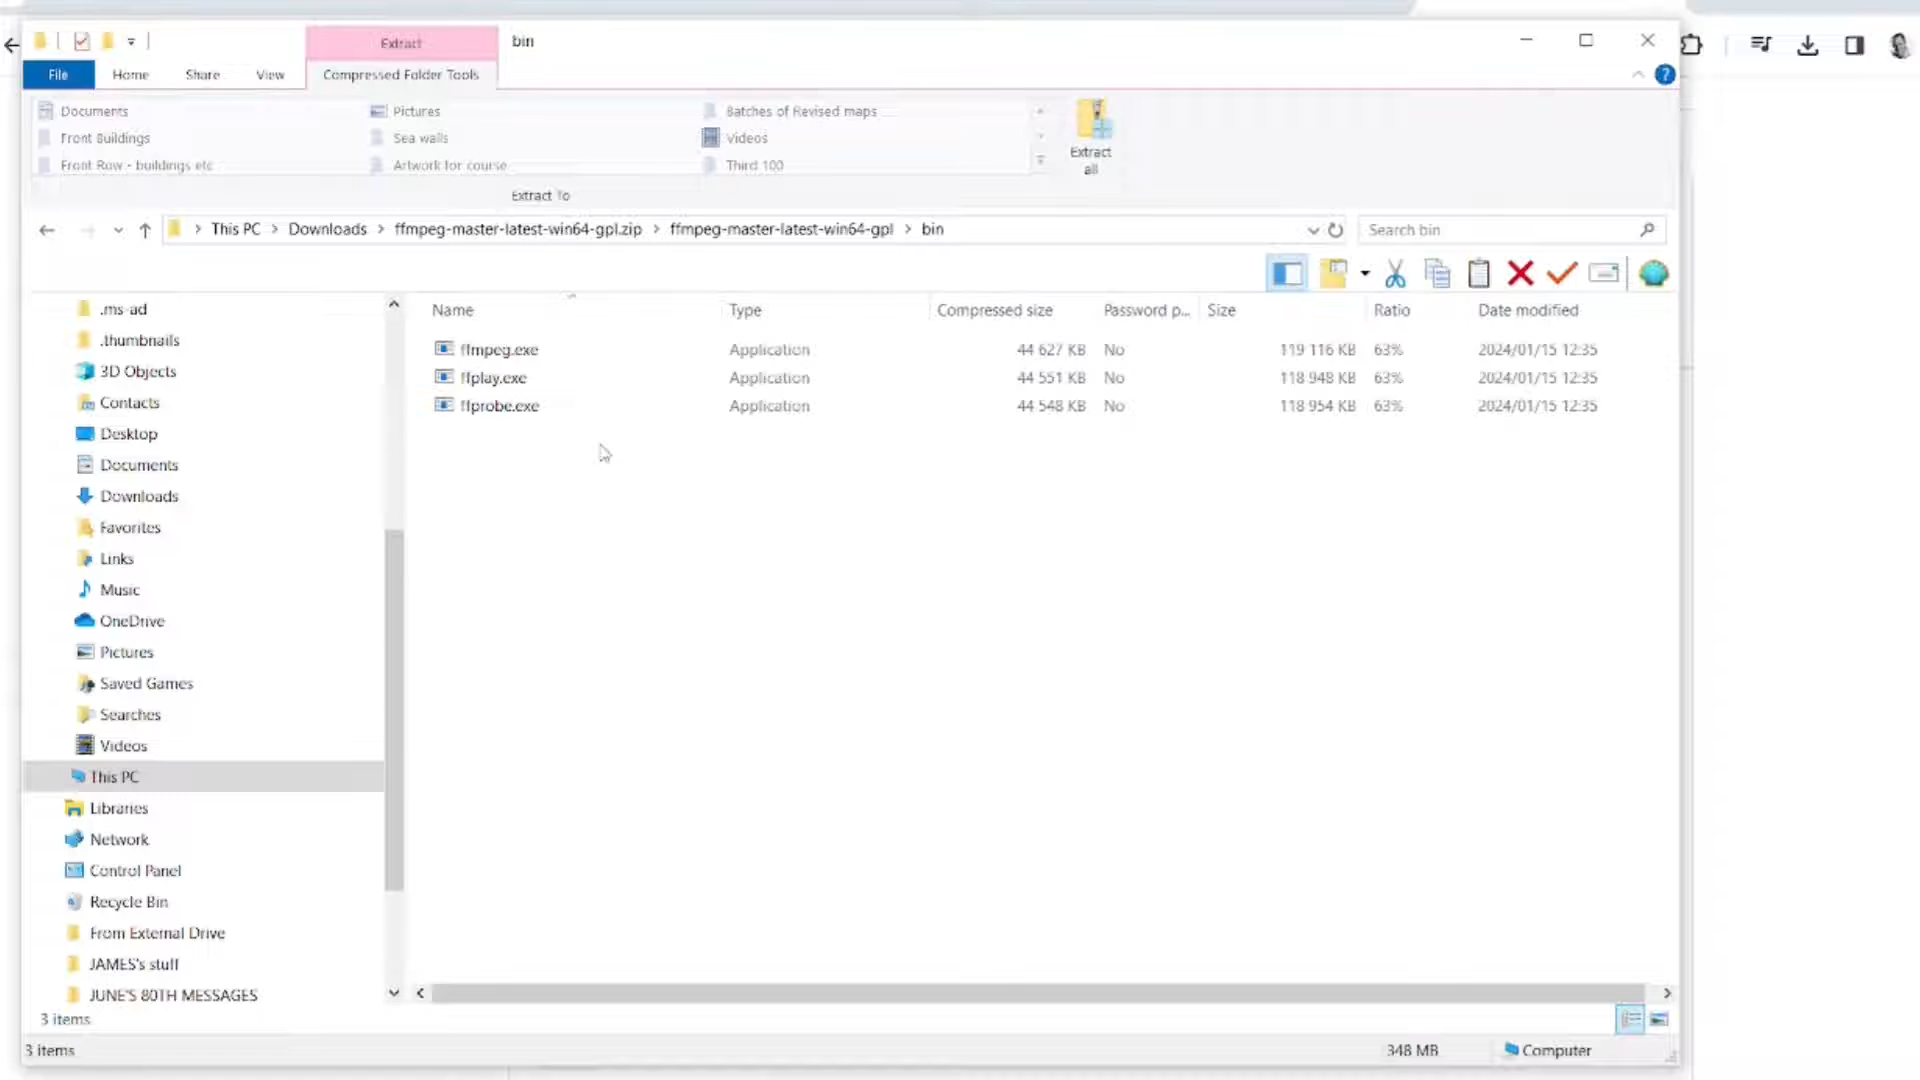 Extract
bin
File
Home
Share
View
Compressed Folder Tools
Documents
Pictures
Batches of Revised maps
Front Buildings
Sea walls
Videos
Front Row - buildings etc
Artwork for course
Third 100
Extract
all
Extract To
This PC > Downloads > ffmpeg-master-latest-win64-gpl.zip > ffmpeg-master-latest-win64-gpl > bin
Search bin
Name
Type
Compressed size
Password p...
Size
Ratio
Date modified
ffmpeg.exe
Application
44 627 KB
No
119 116 KB
63%
2024/01/15 12:35
ffplay.exe
Application
44 551 KB
No
118 948 KB
63%
2024/01/15 12:35
ffprobe.exe
Application
44 548 KB
No
118 954 KB
63%
2024/01/15 12:35
.ms-ad
.thumbnails
3D Objects
Contacts
Desktop
Documents
Downloads
Favorites
Links
Music
OneDrive
Pictures
Saved Games
Searches
Videos
This PC
Libraries
Network
Control Panel
Recycle Bin
From External Drive
JAMES's stuff
JUNE'S 80TH MESSAGES
3 items
3 items
348 MB
Computer